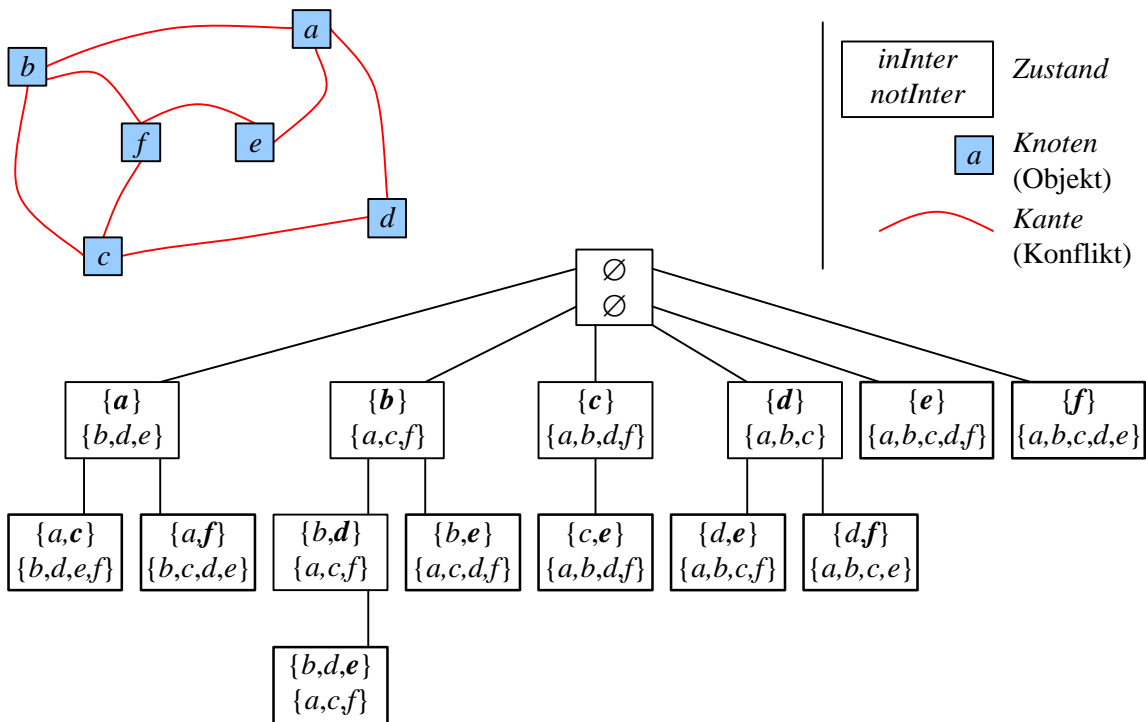 a
b
f
e
d
c
inInter
notInter
Zustand
a
Knoten
(Objekt)
Kante
(Konflikt)
∅
∅
{a}
{b,d,e}
{b}
{a,c,f}
{c}
{a,b,d,f}
{d}
{a,b,c}
{e}
{a,b,c,d,f}
{f}
{a,b,c,d,e}
{a,c}
{b,d,e,f}
{a,f}
{b,c,d,e}
{b,d}
{a,c,f}
{b,e}
{a,c,d,f}
{c,e}
{a,b,d,f}
{d,e}
{a,b,c,f}
{d,f}
{a,b,c,e}
{b,d,e}
{a,c,f}